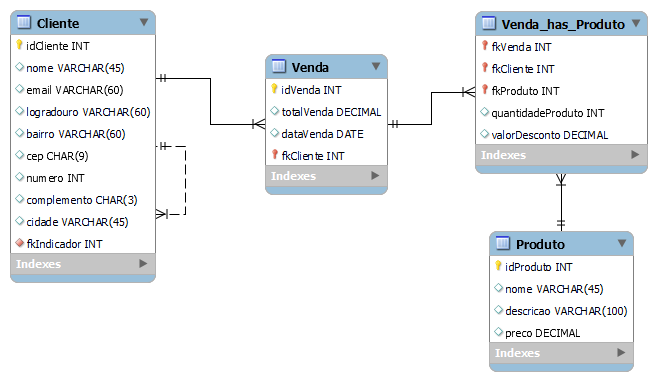 Cliente
idCliente INT
nome VARCHAR(45)
email VARCHAR(60)
logradouro VARCHAR(60)
bairro VARCHAR(60)
cep CHAR(9)
numero INT
complemento CHAR(3)
cidade VARCHAR(45)
fkIndicador INT
Indexes
Venda
idVenda INT
totalVenda DECIMAL
dataVenda DATE
fkCliente INT
Indexes
Venda_has_Produto
fkVenda INT
fkCliente INT
fkProduto INT
quantidadeProduto INT
valorDesconto DECIMAL
Indexes
Produto
idProduto INT
nome VARCHAR(45)
descricao VARCHAR(100)
preco DECIMAL
Indexes